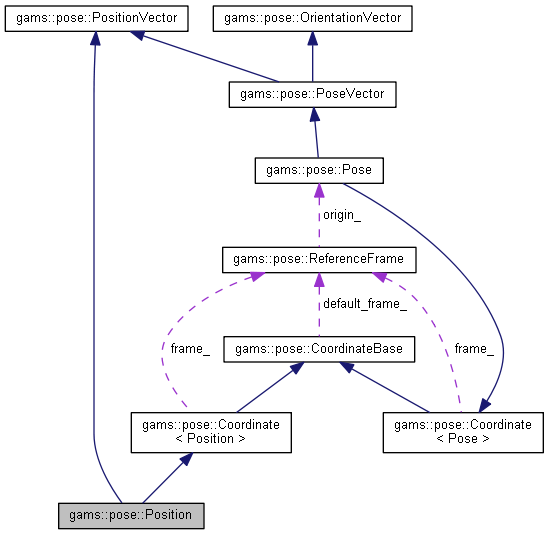 gams::pose::PositionVector
gams::pose::OrientationVector
gams::pose::PoseVector
gams::pose::Pose
origin_
gams::pose::ReferenceFrame
default_frame_
frame_
frame_
gams::pose::CoordinateBase
gams::pose::Coordinate
< Position >
gams::pose::Coordinate
< Pose >
gams::pose::Position